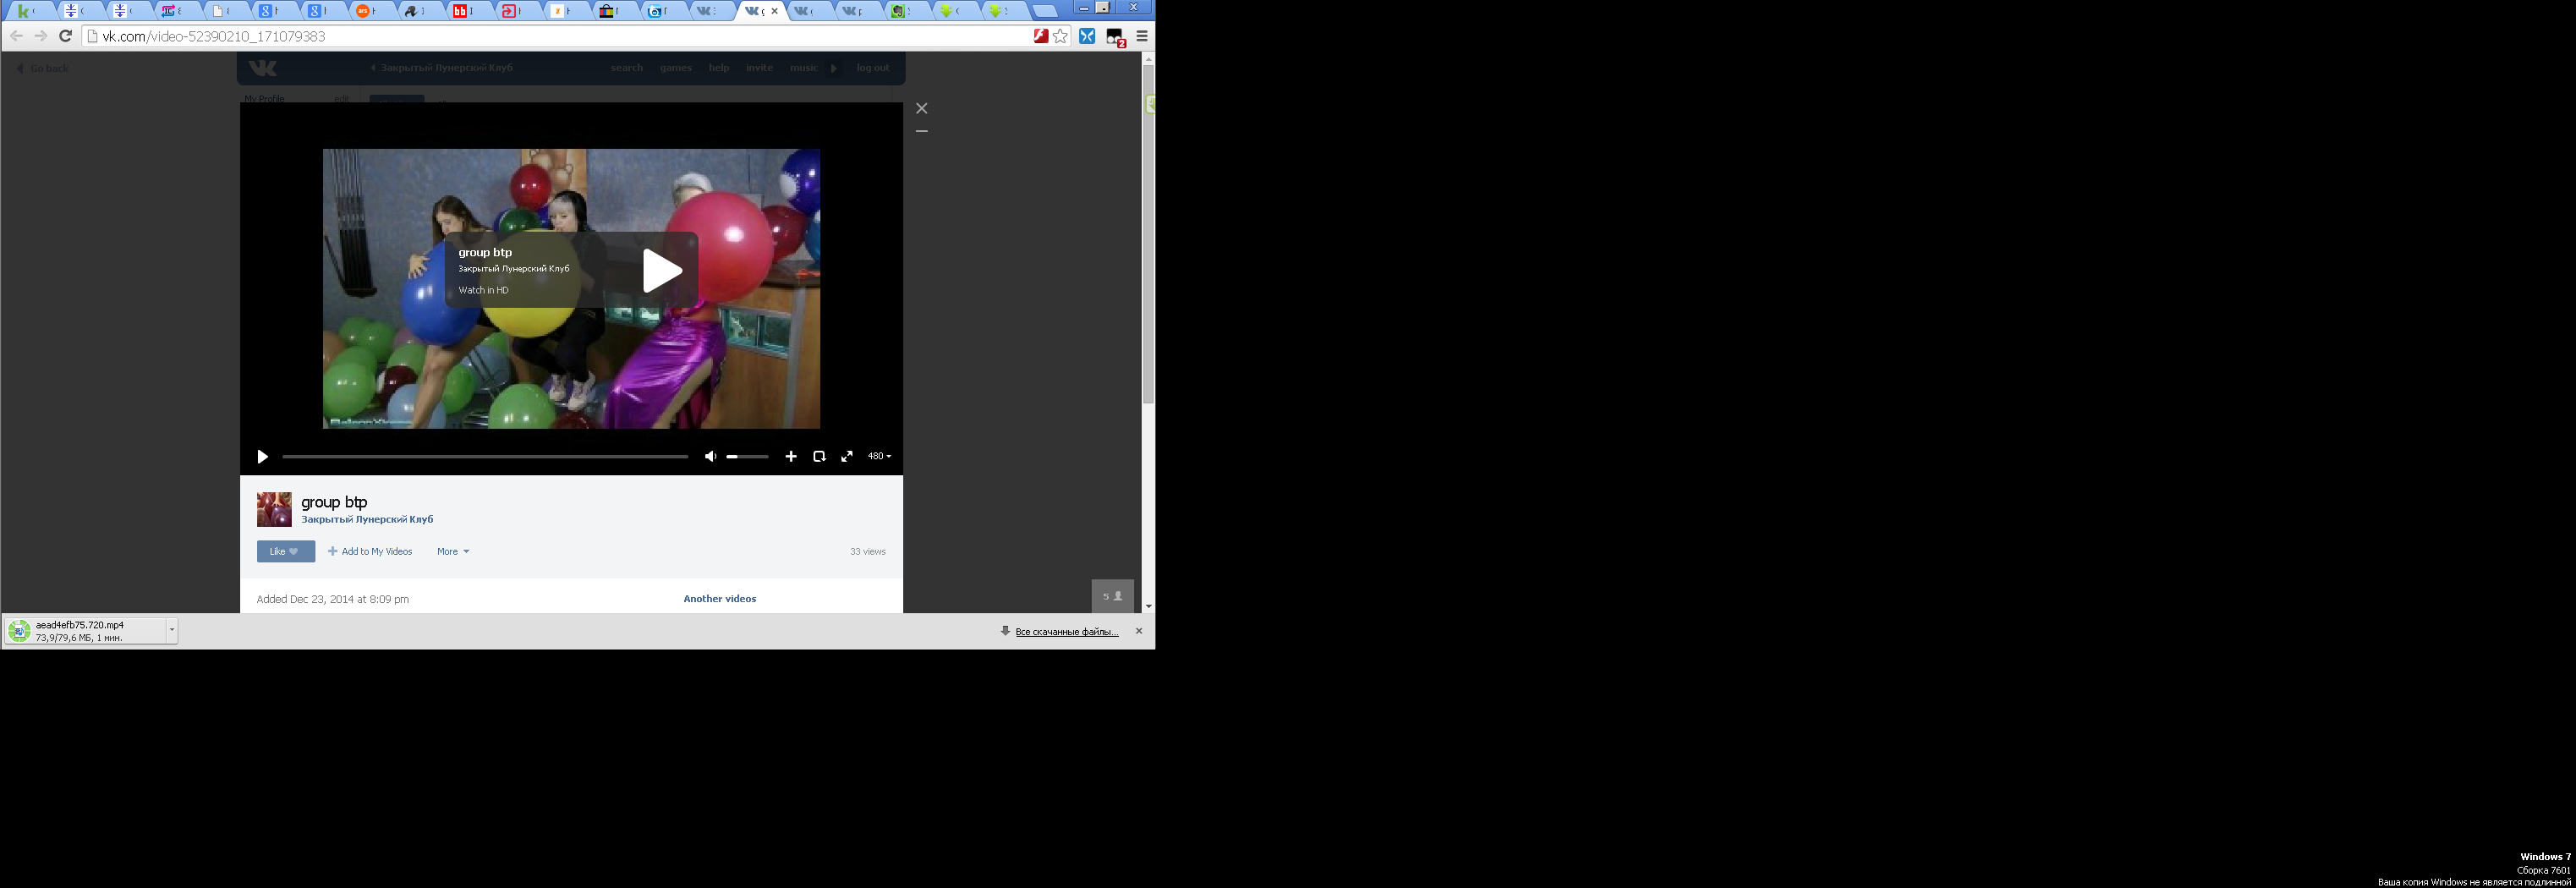 vk.com/video-52390210_171079383
2
Go back
Закрытый Лунерский Клуб
search
games
help
invite
music
log out
My Profile
edit
group btp
Закрытый Лунерский Клуб
Watch in HD
480
group btp
Закрытый Лунерский Клуб
Like
Add to My Videos
More
33 views
Added Dec 23, 2014 at 8:09 pm
Another videos
5
aead4efb75.720.mp4
73,9/79,6 МБ, 1 мин.
Все скачанные файлы...
Windows 7
Сборка 7601
Ваша копия Windows не является подлинной